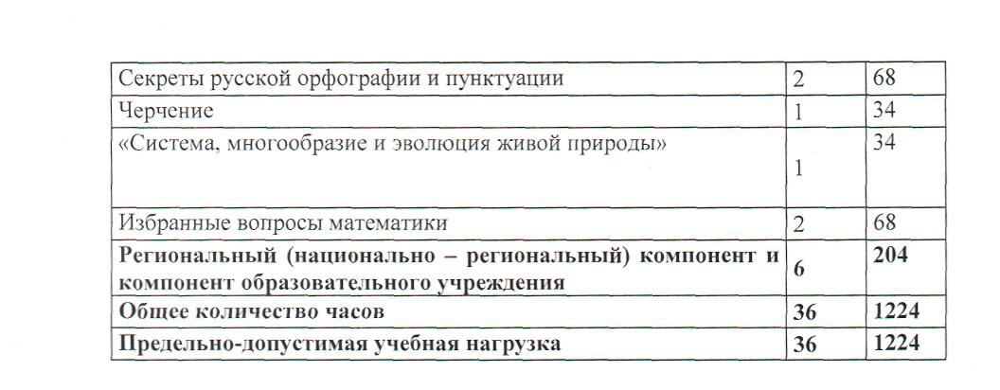 Секреты русской орфографии и пунктуации 2 68
Черчение 1 34
«Система, многообразие и эволюция живой природы» 1 34
Избранные вопросы математики 2 68
Региональный (национально – региональный) компонент и
компонент образовательного учреждения 6 204
Общее количество часов 36 1224
Предельно-допустимая учебная нагрузка 36 1224